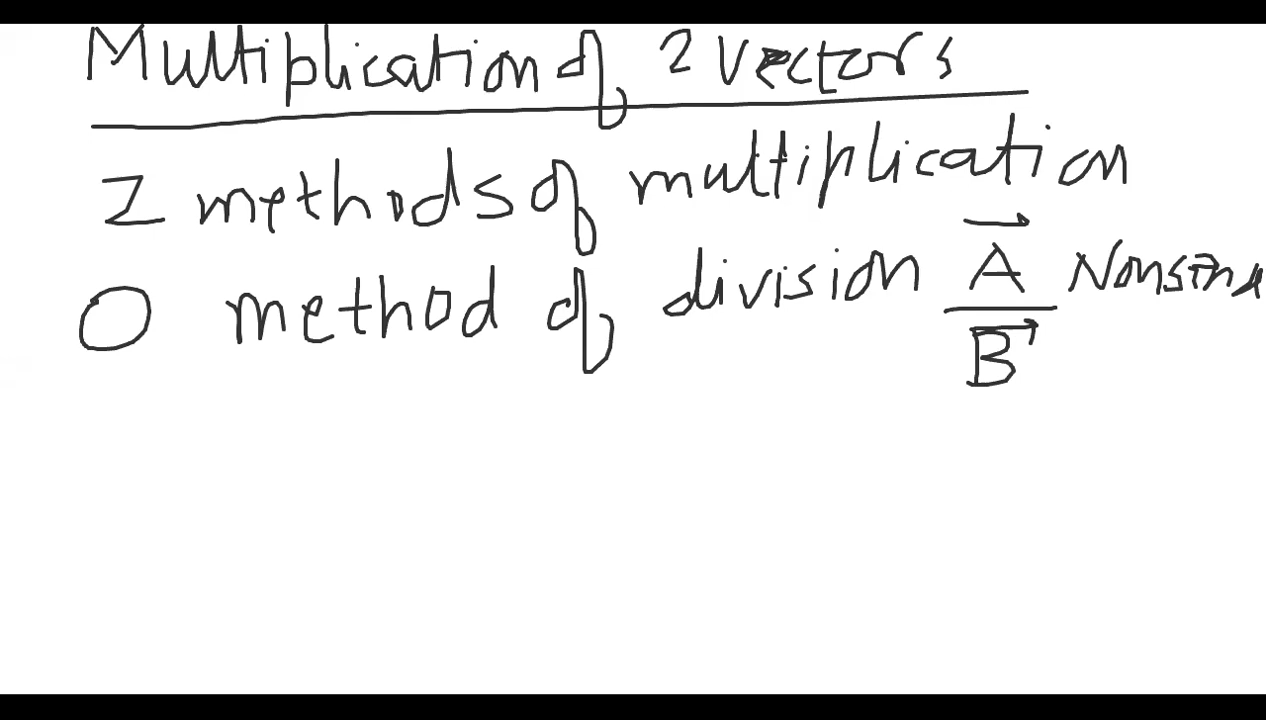 Multiplication of 2 vectors
2 methods of multiplication
0 method of division A⃗ / B⃗ Nonsense